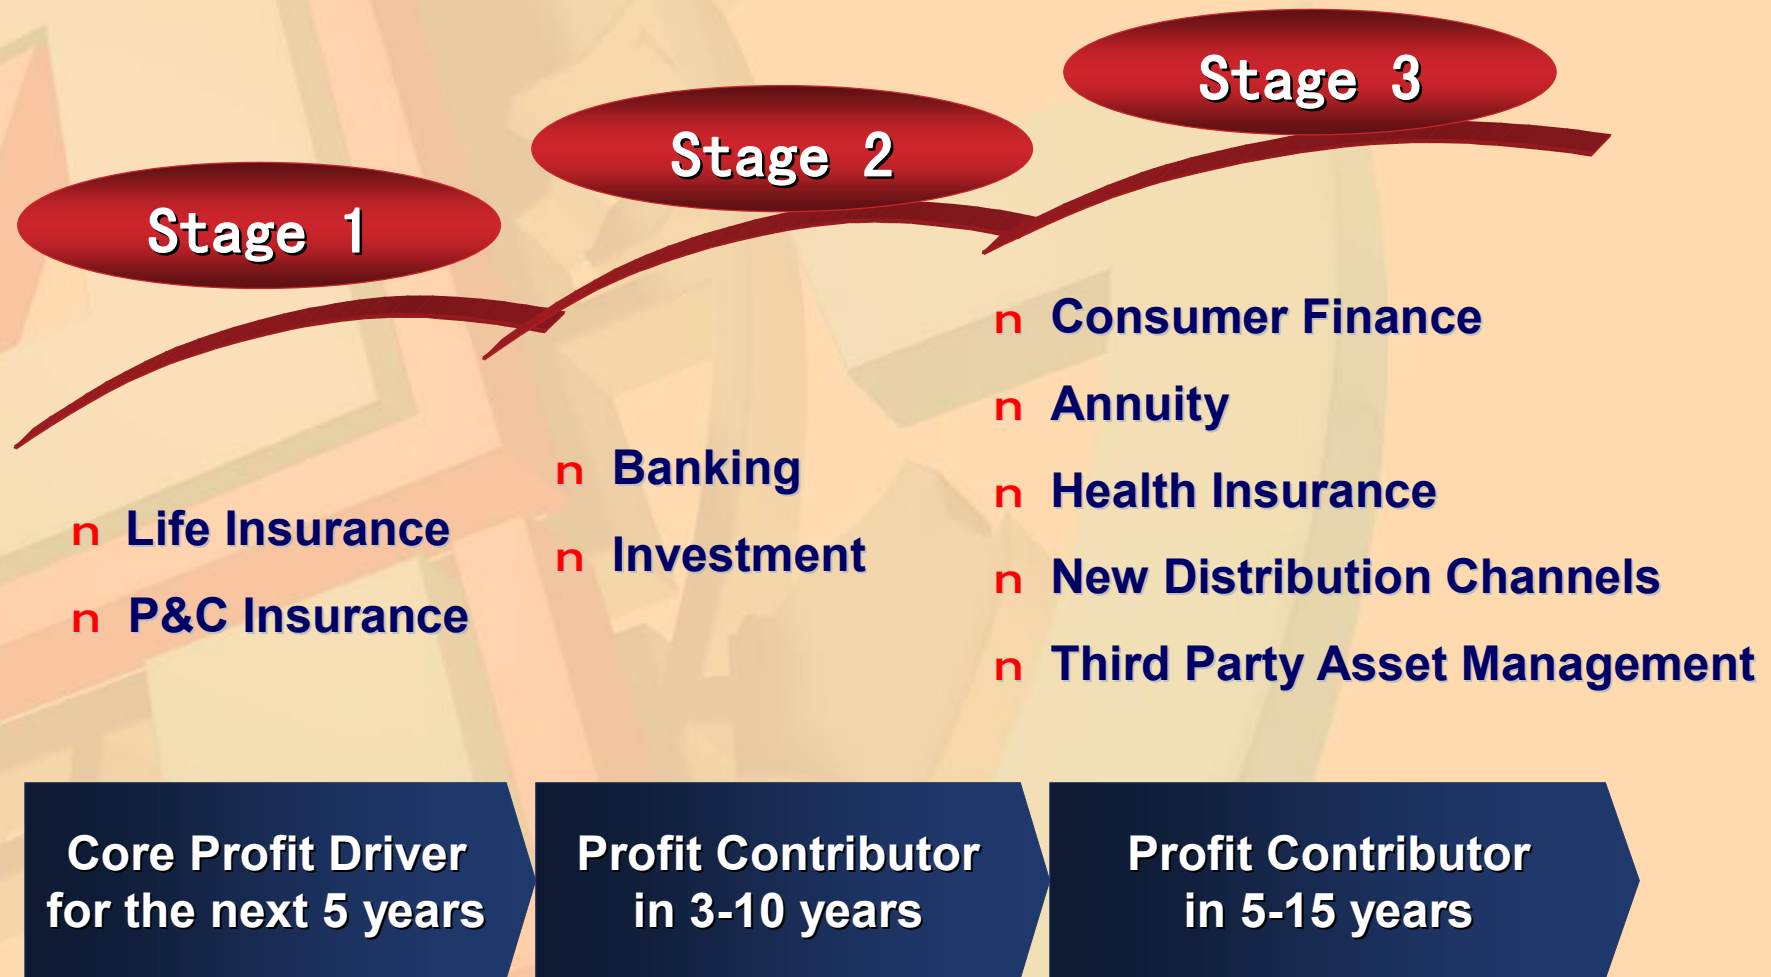 Stage 1
Stage 2
Stage 3
n Life Insurance
n P&C Insurance
n Banking
n Investment
n Consumer Finance
n Annuity
n Health Insurance
n New Distribution Channels
n Third Party Asset Management
Core Profit Driver
for the next 5 years
Profit Contributor
in 3-10 years
Profit Contributor
in 5-15 years